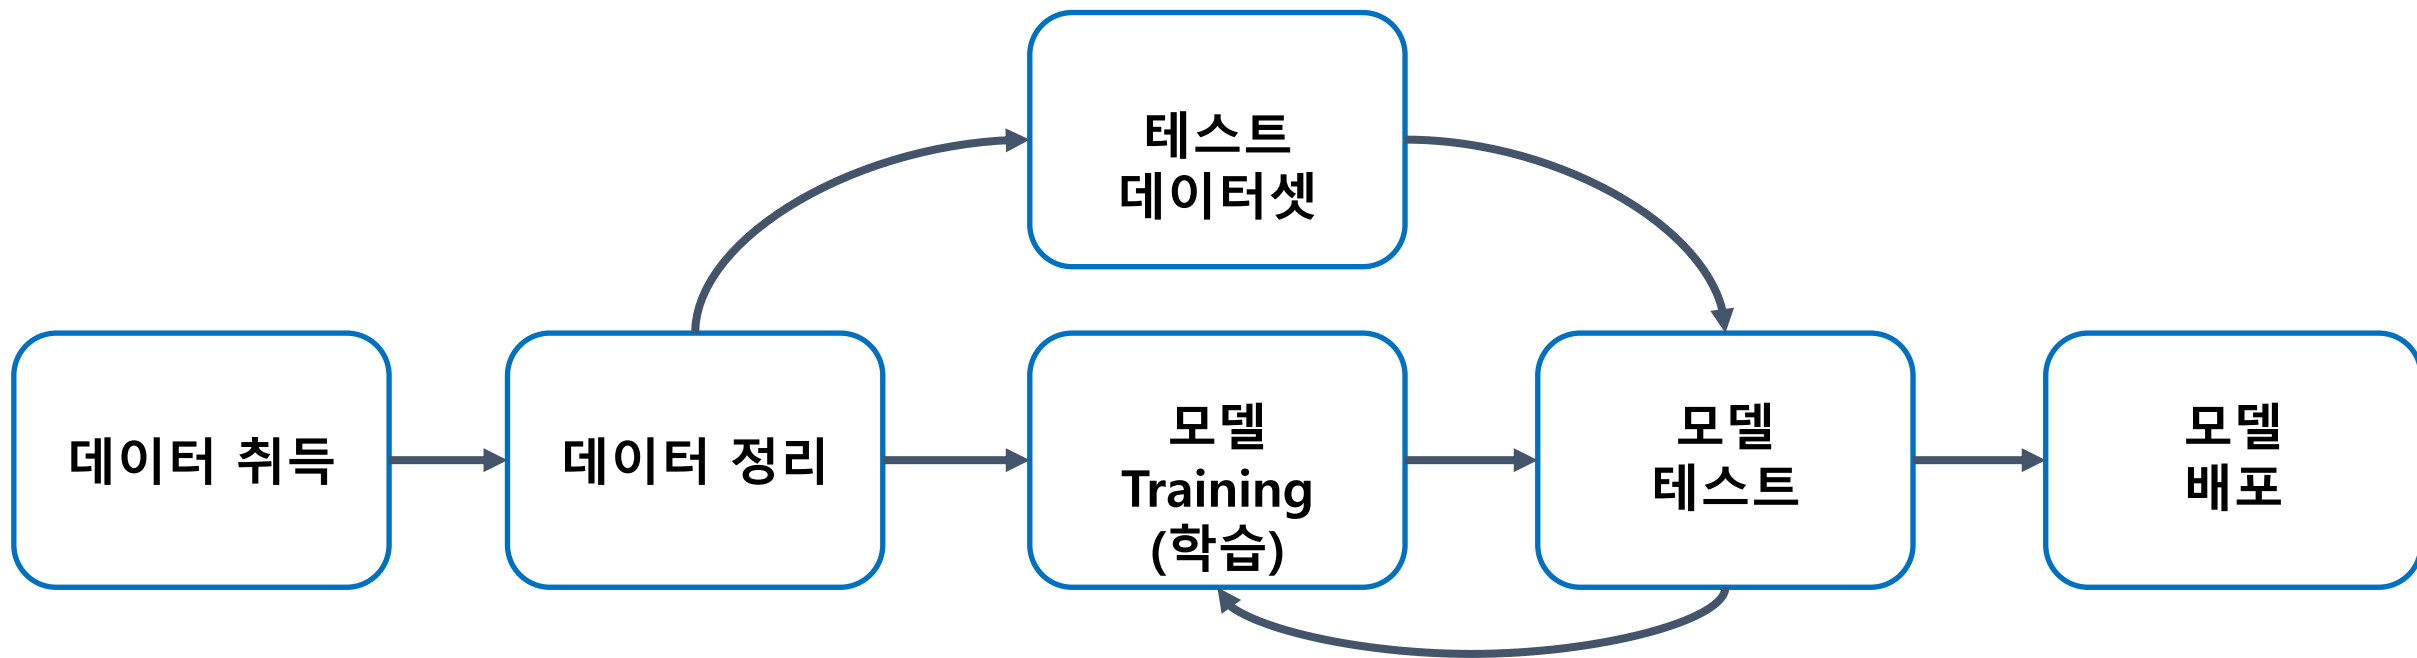 테스트
데이터셋
데이터 취득
데이터 정리
모델
Training
(학습)
모델
테스트
모델
배포